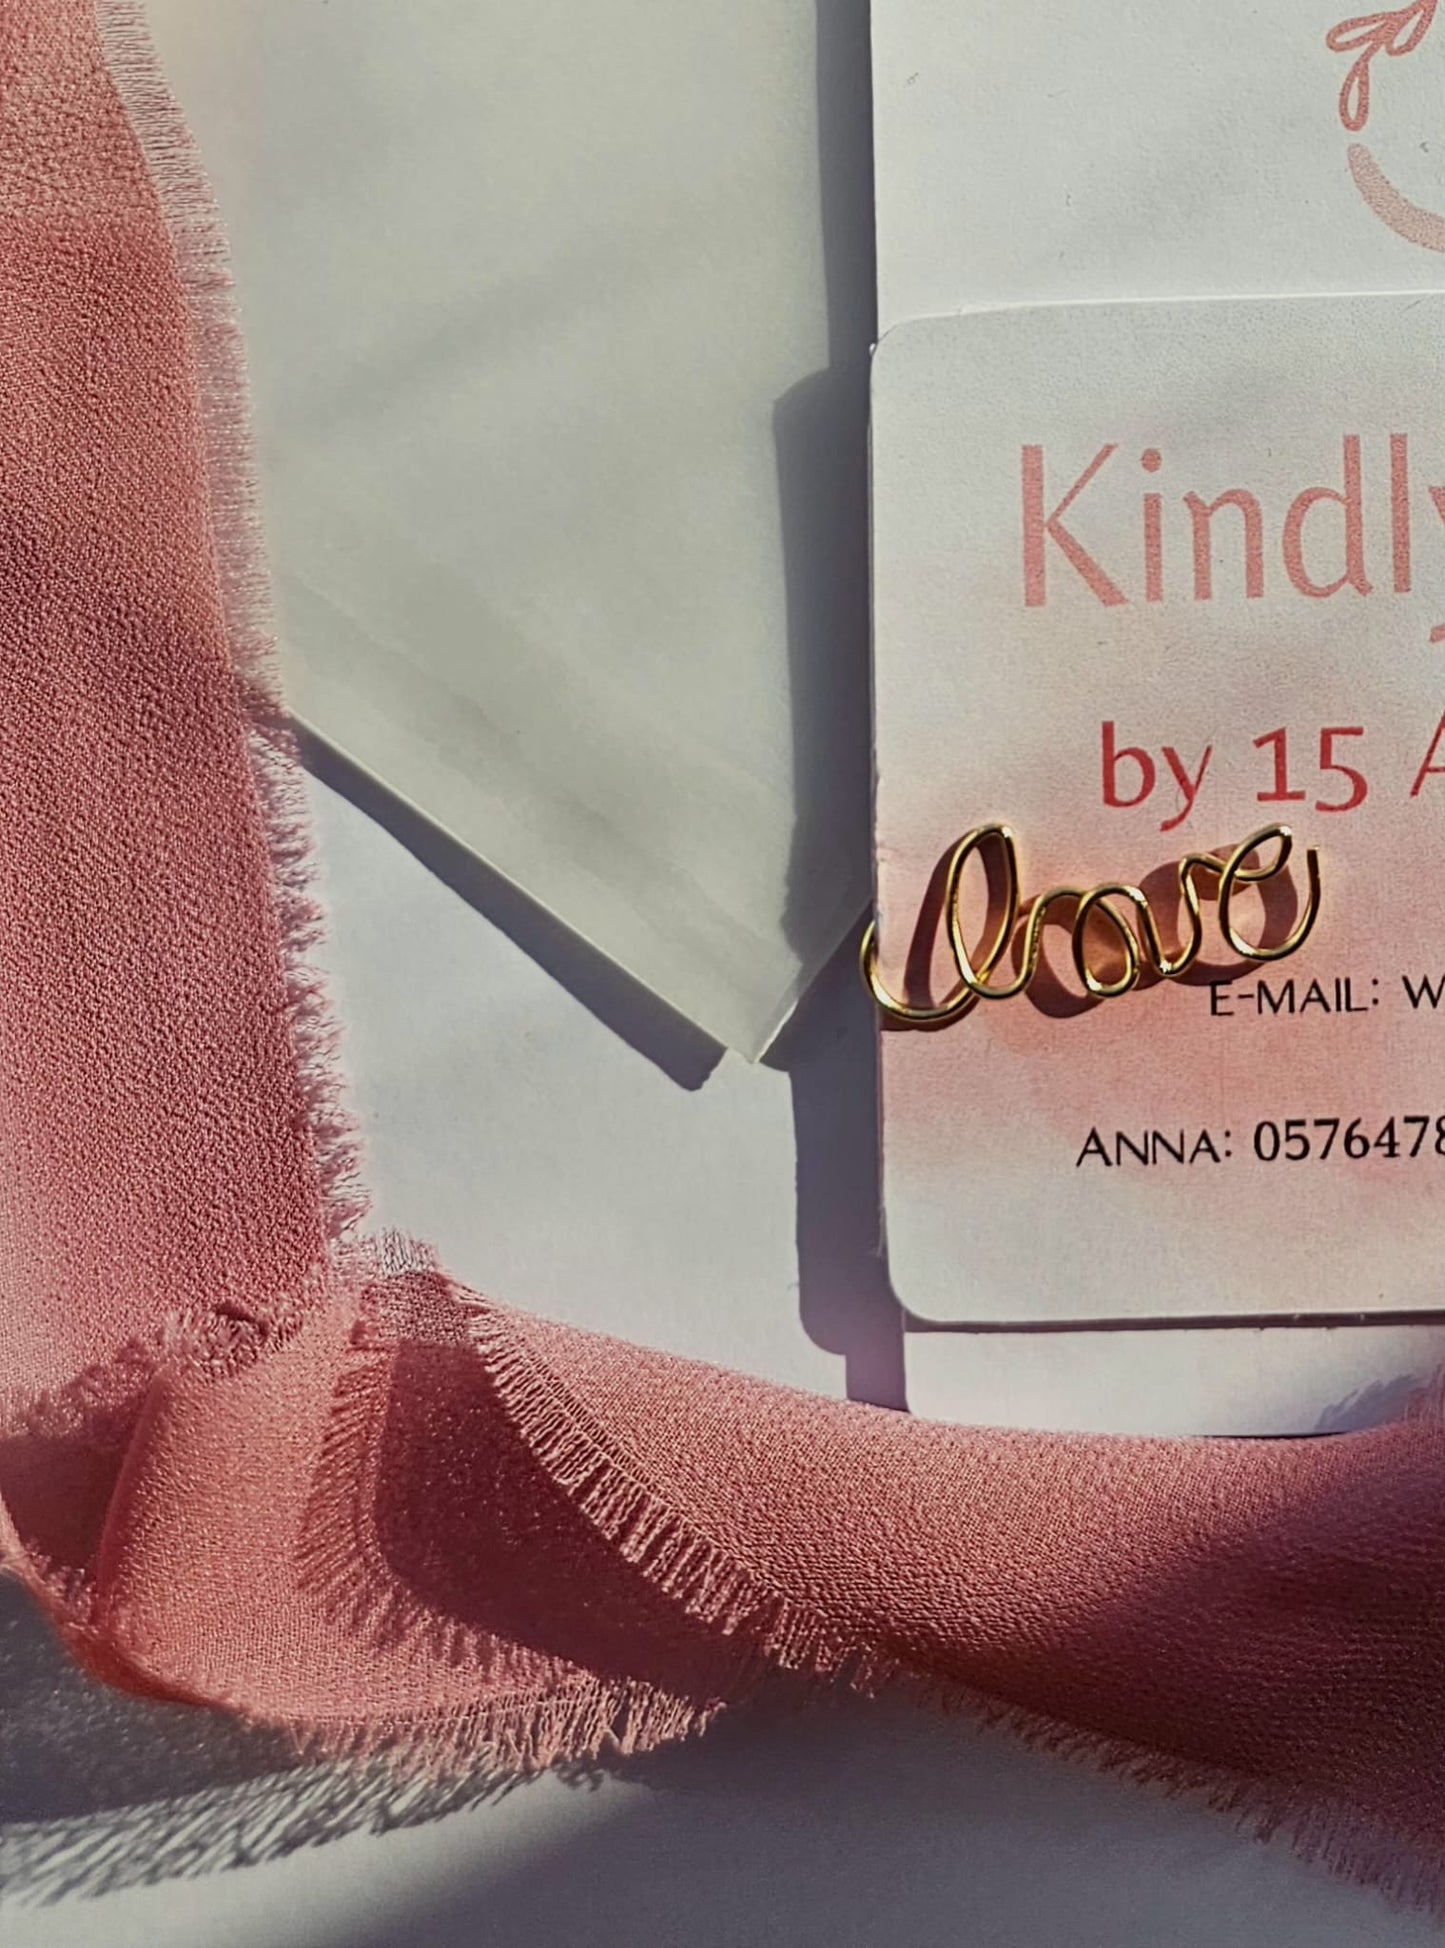 Kindly
by 15 A
love
E-MAIL: W
ANNA: 0576478